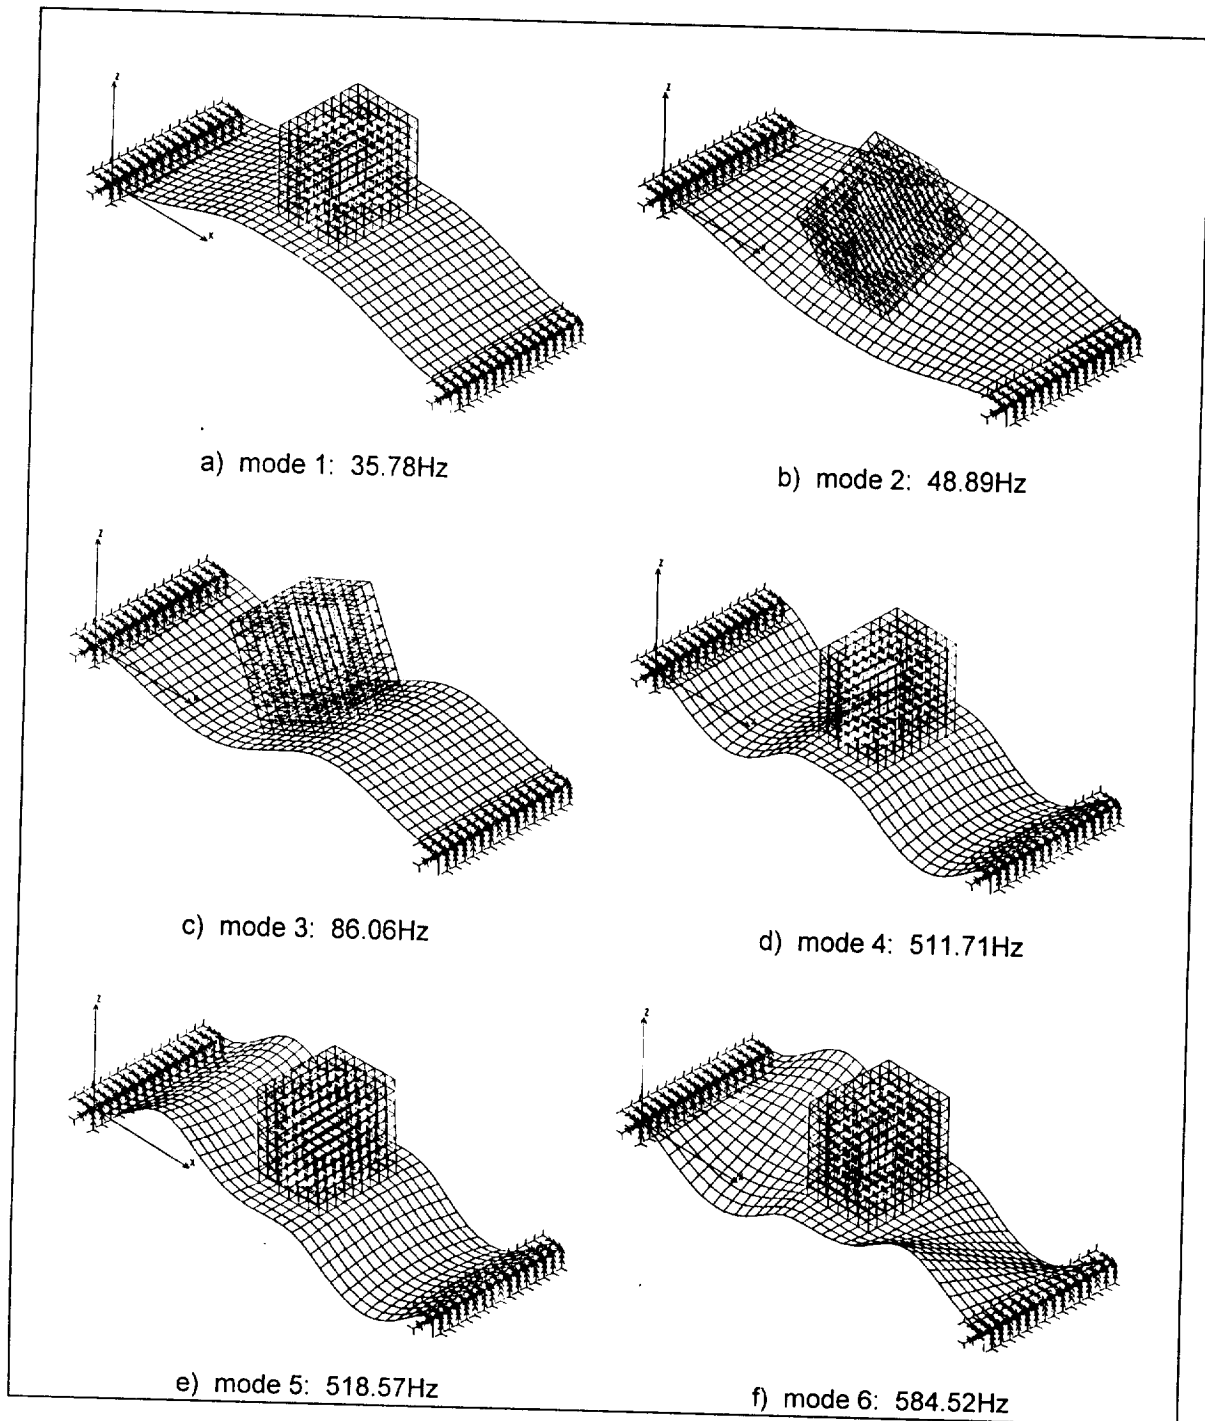 z
x
z
a) mode 1: 35.78Hz
b) mode 2: 48.89Hz
z
z
c) mode 3: 86.06Hz
d) mode 4: 511.71Hz
z
x
z
e) mode 5: 518.57Hz
f) mode 6: 584.52Hz